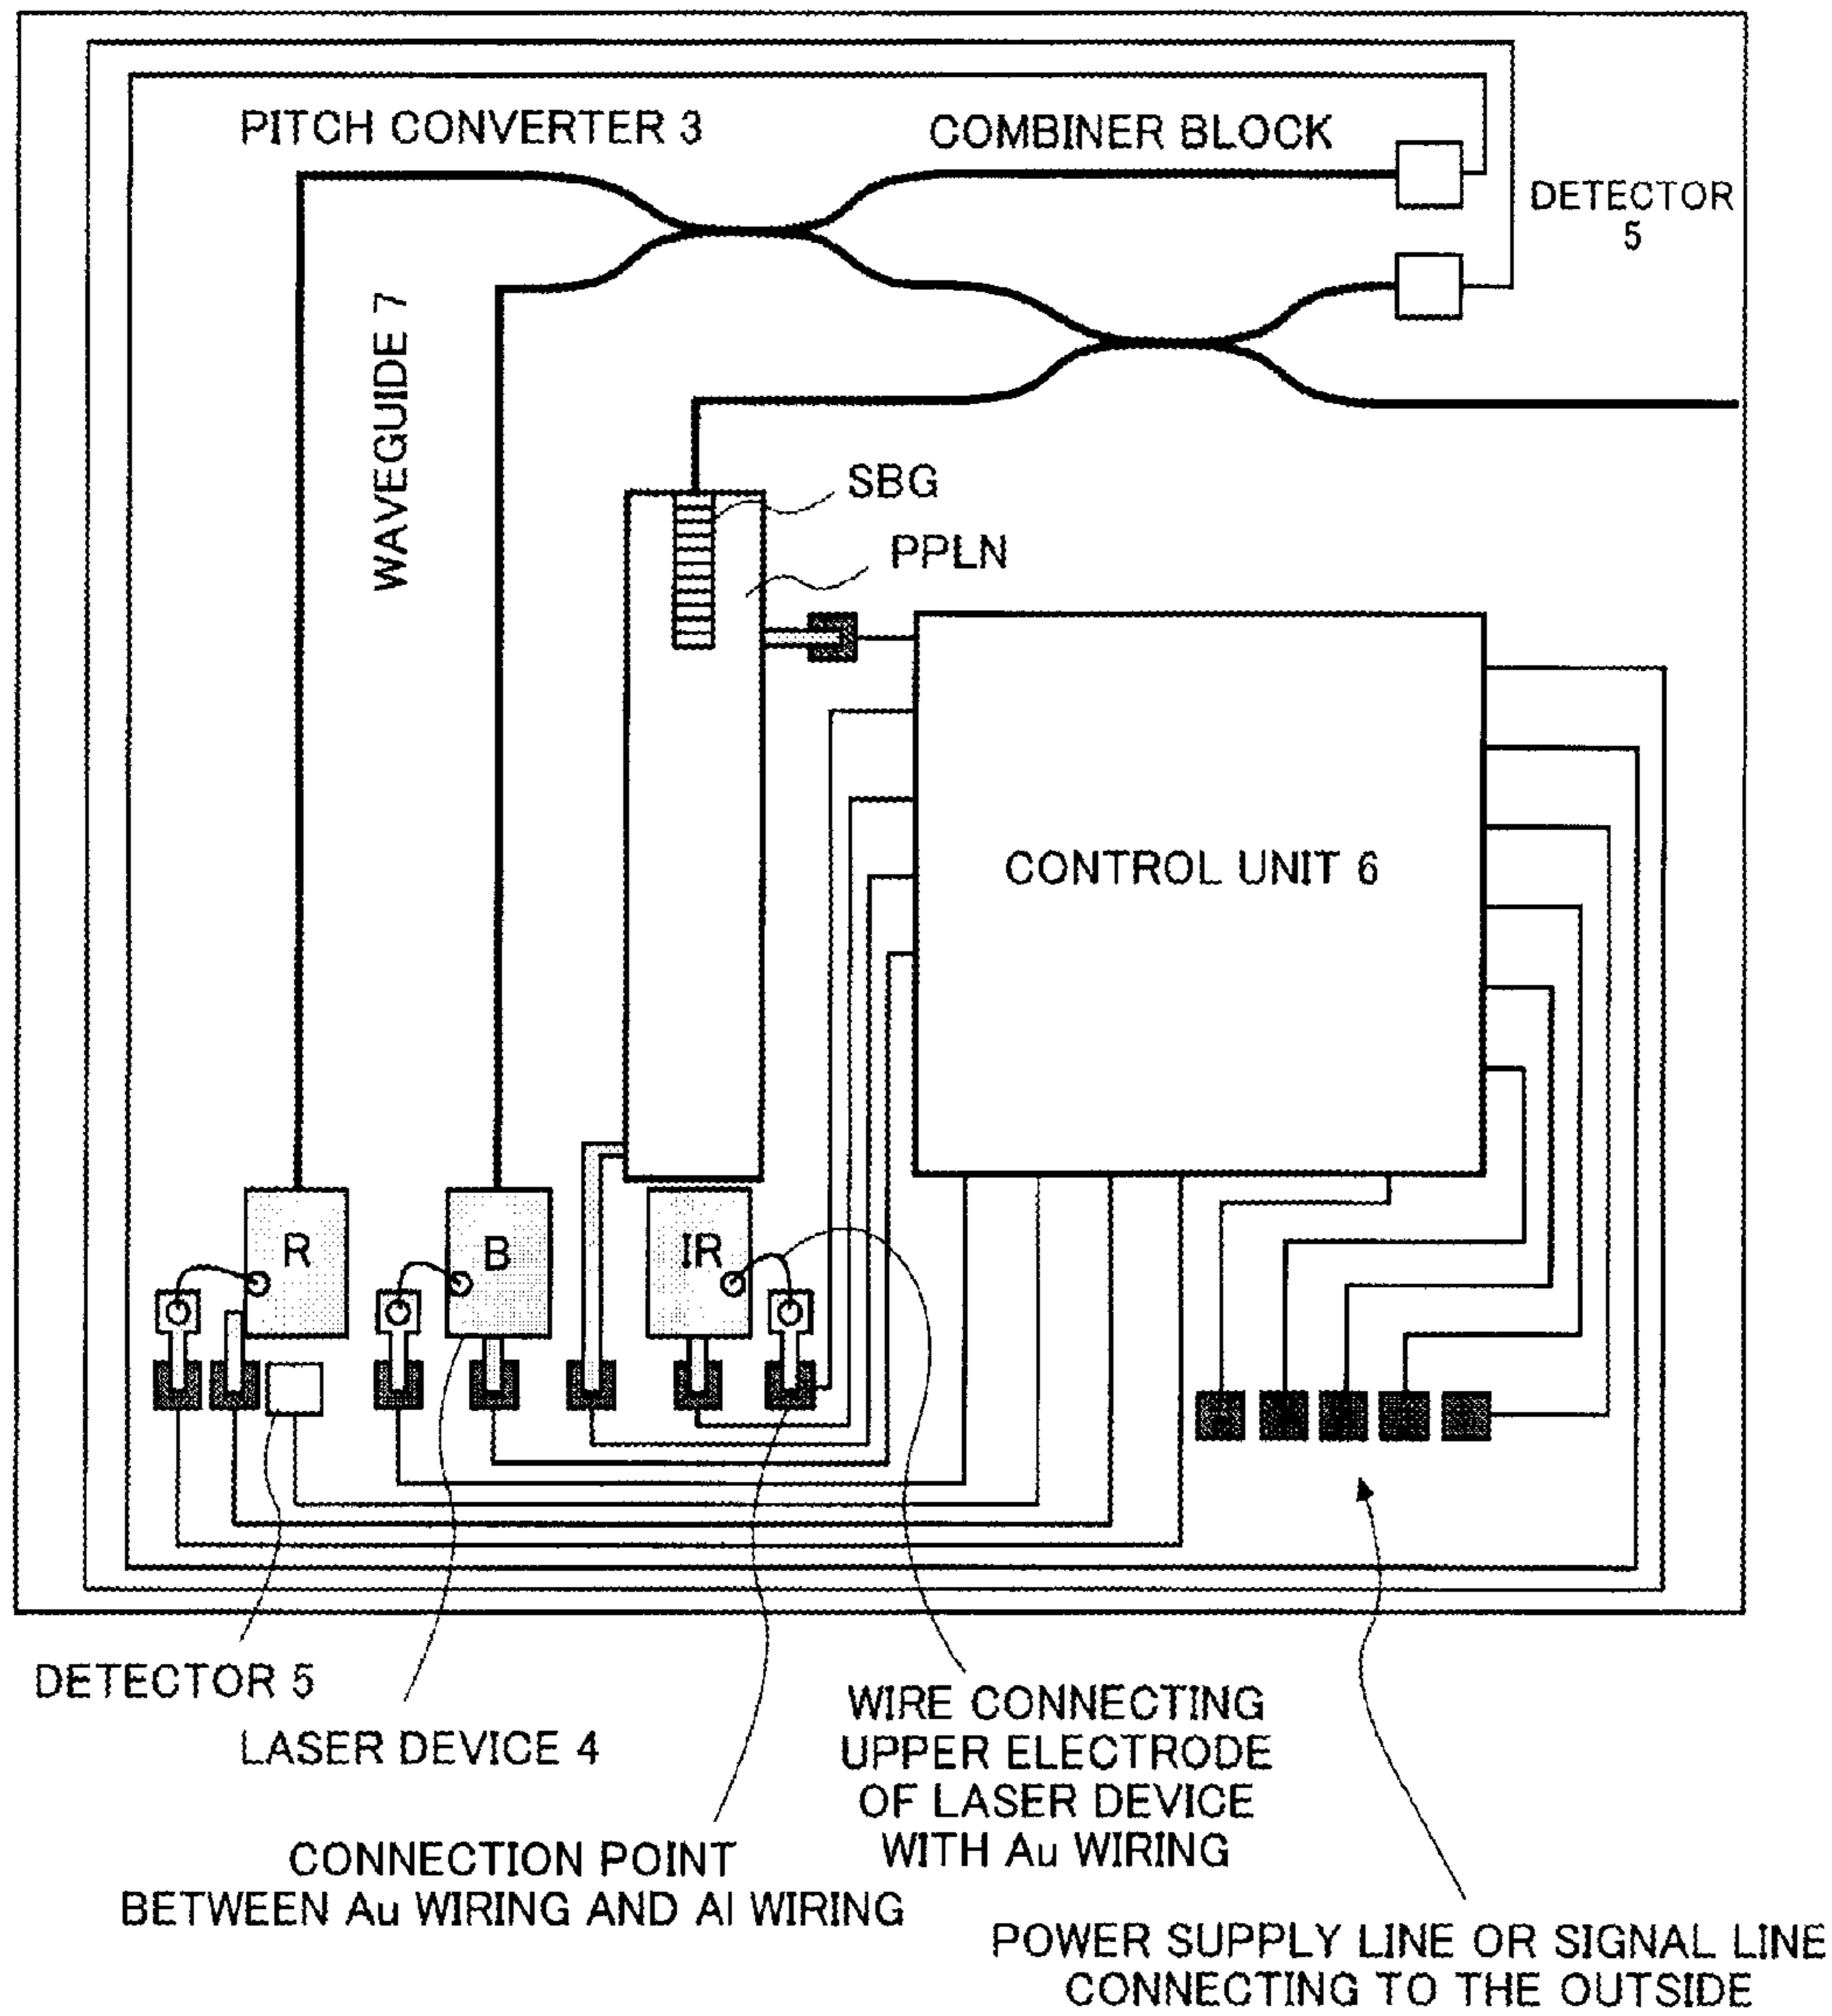 PITCH CONVERTER 3
COMBINER BLOCK
DETECTOR
5
WAVEGUIDE 7
SBG
PPLN
CONTROL UNIT 6
R
B
IR
DETECTOR 5
LASER DEVICE 4
WIRE CONNECTING
UPPER ELECTRODE
OF LASER DEVICE
WITH Au WIRING
CONNECTION POINT
BETWEEN Au WIRING AND Al WIRING
POWER SUPPLY LINE OR SIGNAL LINE
CONNECTING TO THE OUTSIDE